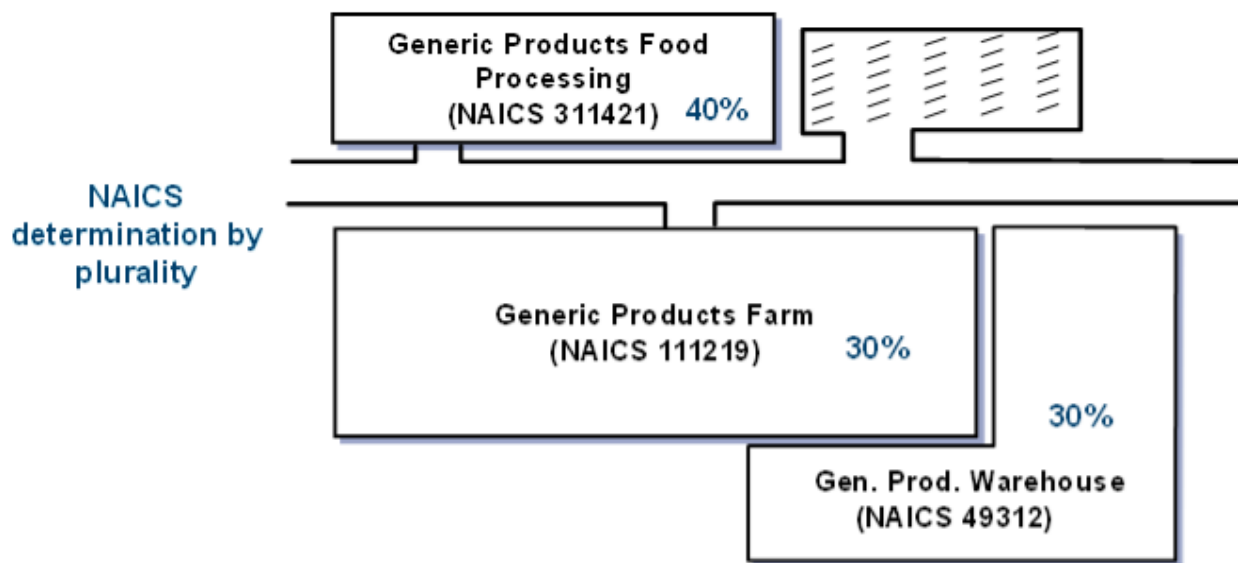 Generic Products Food
Processing
(NAICS 311421) 40%
NAICS
determination by
plurality
Generic Products Farm
(NAICS 111219) 30%
30%
Gen. Prod. Warehouse
(NAICS 49312)